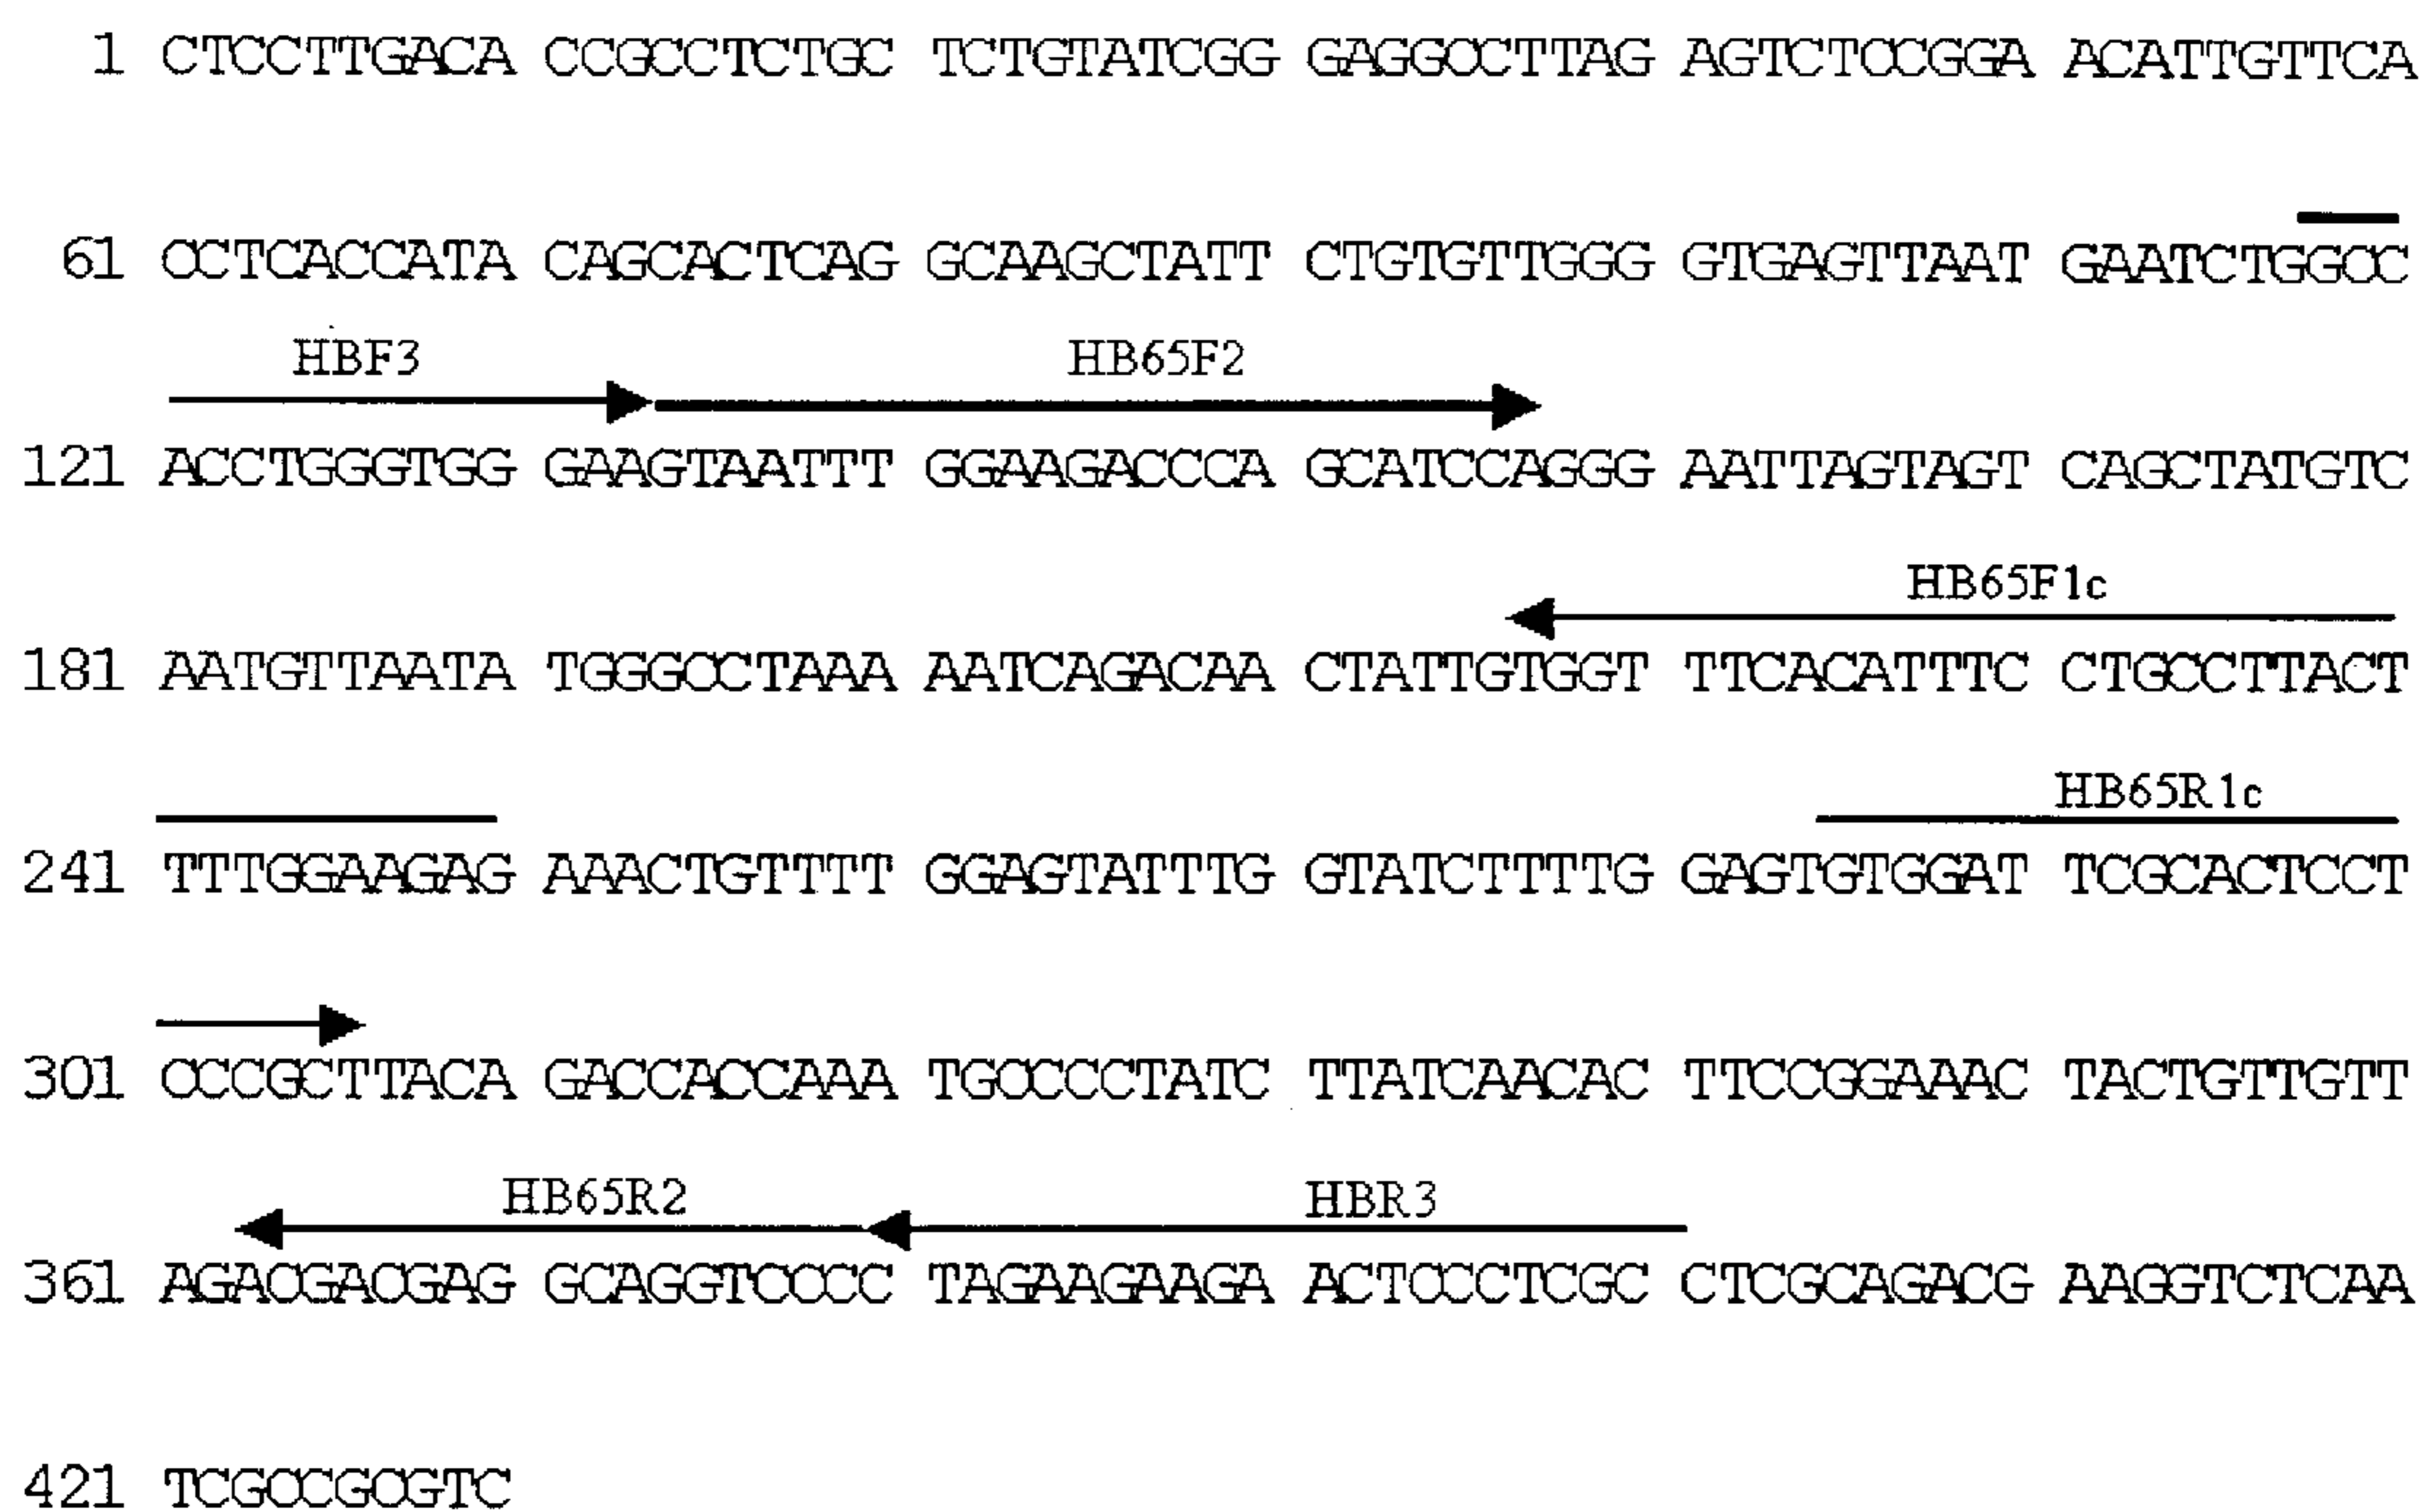 1 CTCCTTGACA CCGCCTCTGC TCTGTATCGG GAGGCCTTAG AGTCTCCGGA ACATTGTTCA
61 CCTCACCATA CAGCACTCAG GCAAGCTATT CTGTGTTGGG GTGAGTTAAT GAATCTGGCC
HBF3 HB65F2
121 ACCTGGGTGG GAAGTAATTT GGAAGACCCA GCATCCAGGG AATTAGTAGT CAGCTATGTC
HB65F1c
181 AATGTTAATA TGGGCCTAAA AATCAGACAA CTATTGTGGT TTCACATTTC CTGCCTTACT
HB65R1c
241 TTTGGAAGAG AAACTGTTTT GGAGTATTTG GTATCTTTTG GAGTGTGGAT TCGCACTCCT
301 CCCGCTTACA GACCACCAAA TGCCCCTATC TTATCAACAC TTCCGGAAAC TACTGTTGTT
HB65R2 HBR3
361 AGACGACGAG GCAGGTCCCC TAGAAGAAGA ACTCCCTCGC CTCGCAGACG AAGGTCTCAA
421 TCGCCGCGTC